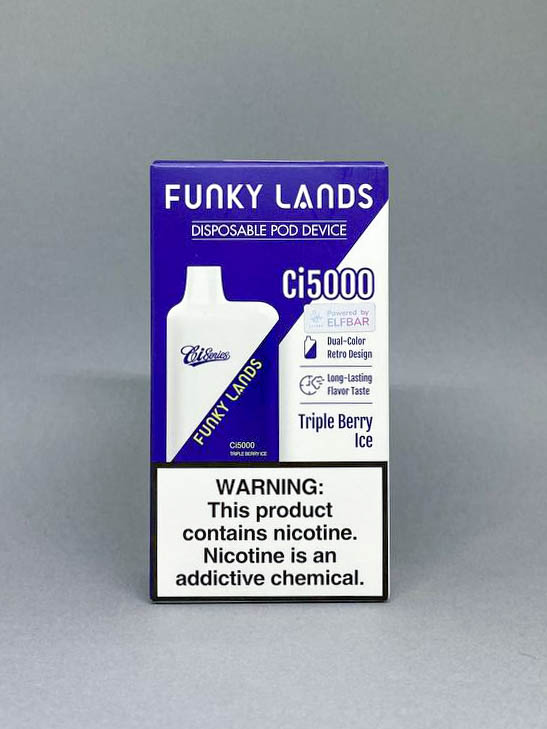 FUNKY LANDS
DISPOSABLE POD DEVICE
Ci5000
Powered by
ELFBAR
Dual-Color
Retro Design
Long-Lasting
Flavor Taste
Triple Berry
Ice
Ci Series
FUNKY LANDS
Ci5000
TRIPLE BERRY ICE
WARNING:
This product
contains nicotine.
Nicotine is an
addictive chemical.